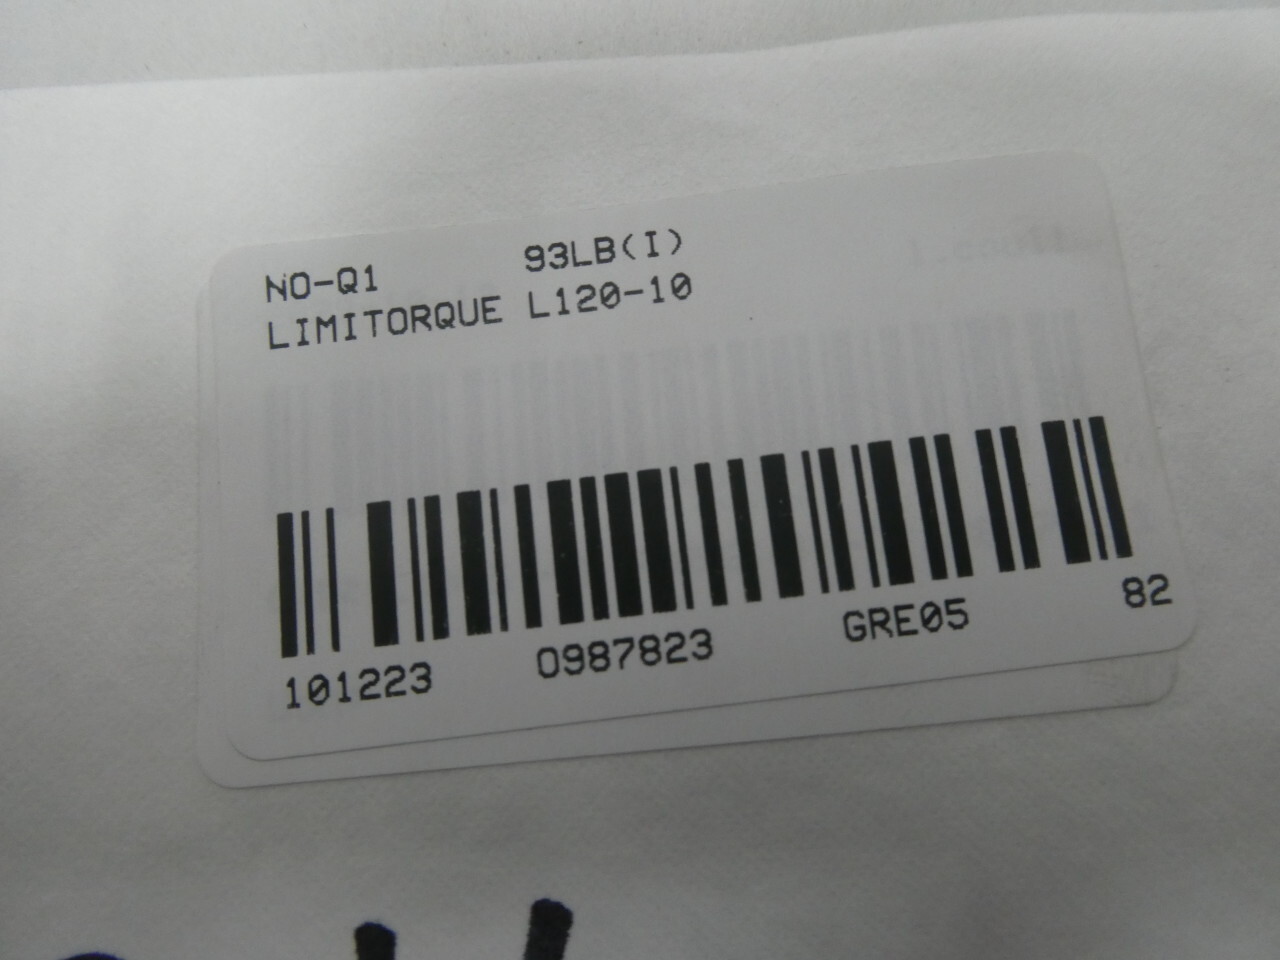 NO-Q1 93LB(I)
LIMITORQUE L120-10
101223 0987823 GRE05 82